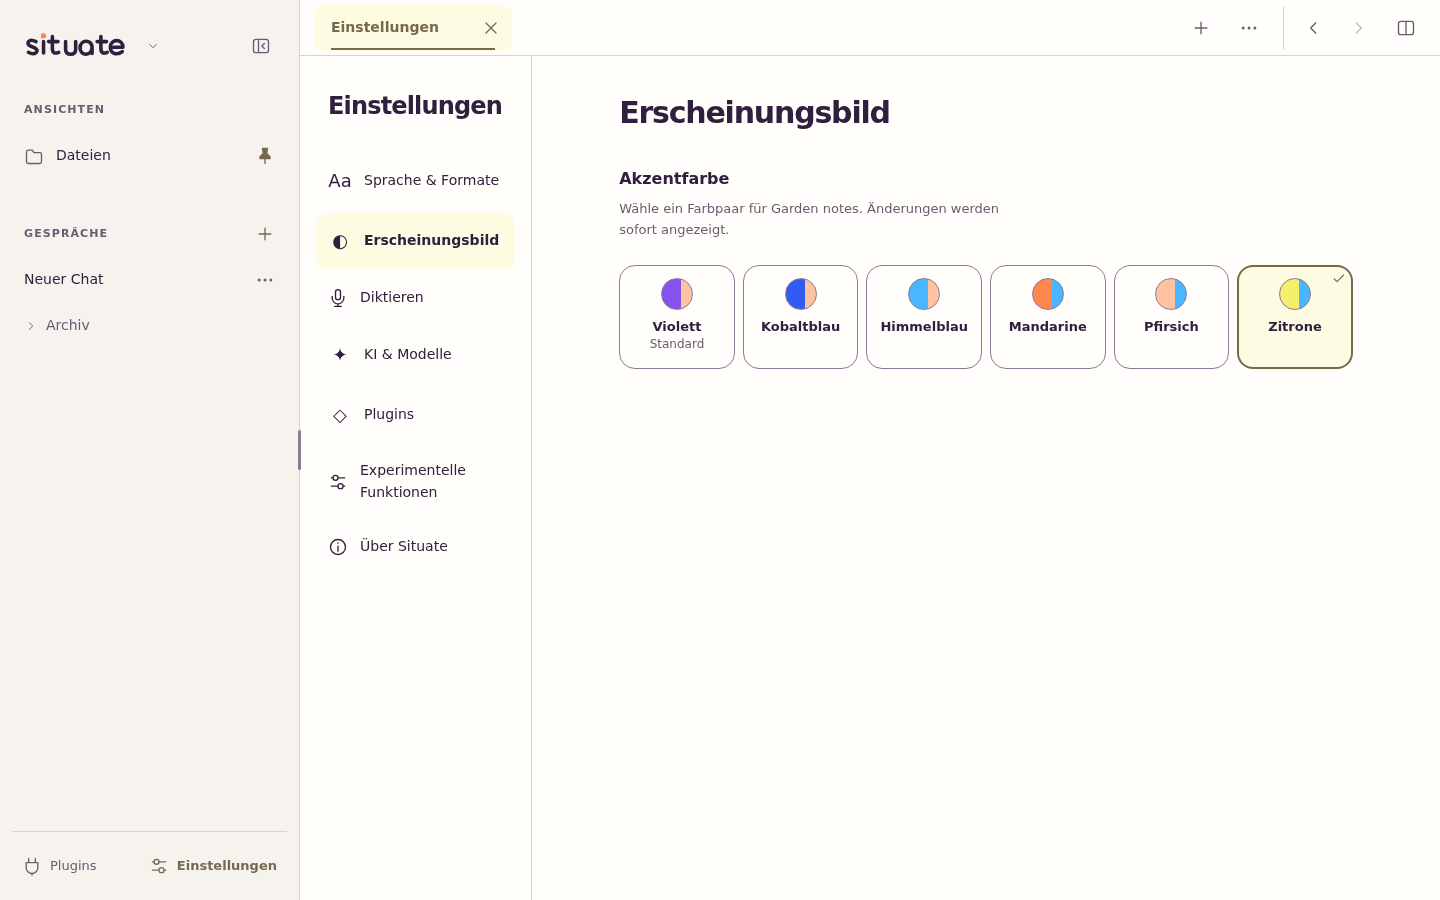 situate
ANSICHTEN
Dateien
GESPRÄCHE
Neuer Chat
Archiv
Plugins
Einstellungen
Einstellungen
Einstellungen
Aa Sprache & Formate
Erscheinungsbild
Diktieren
KI & Modelle
Plugins
Experimentelle
Funktionen
Über Situate
Erscheinungsbild
Akzentfarbe
Wähle ein Farbpaar für Garden notes. Änderungen werden
sofort angezeigt.
Violett
Standard
Kobaltblau
Himmelblau
Mandarine
Pfirsich
Zitrone